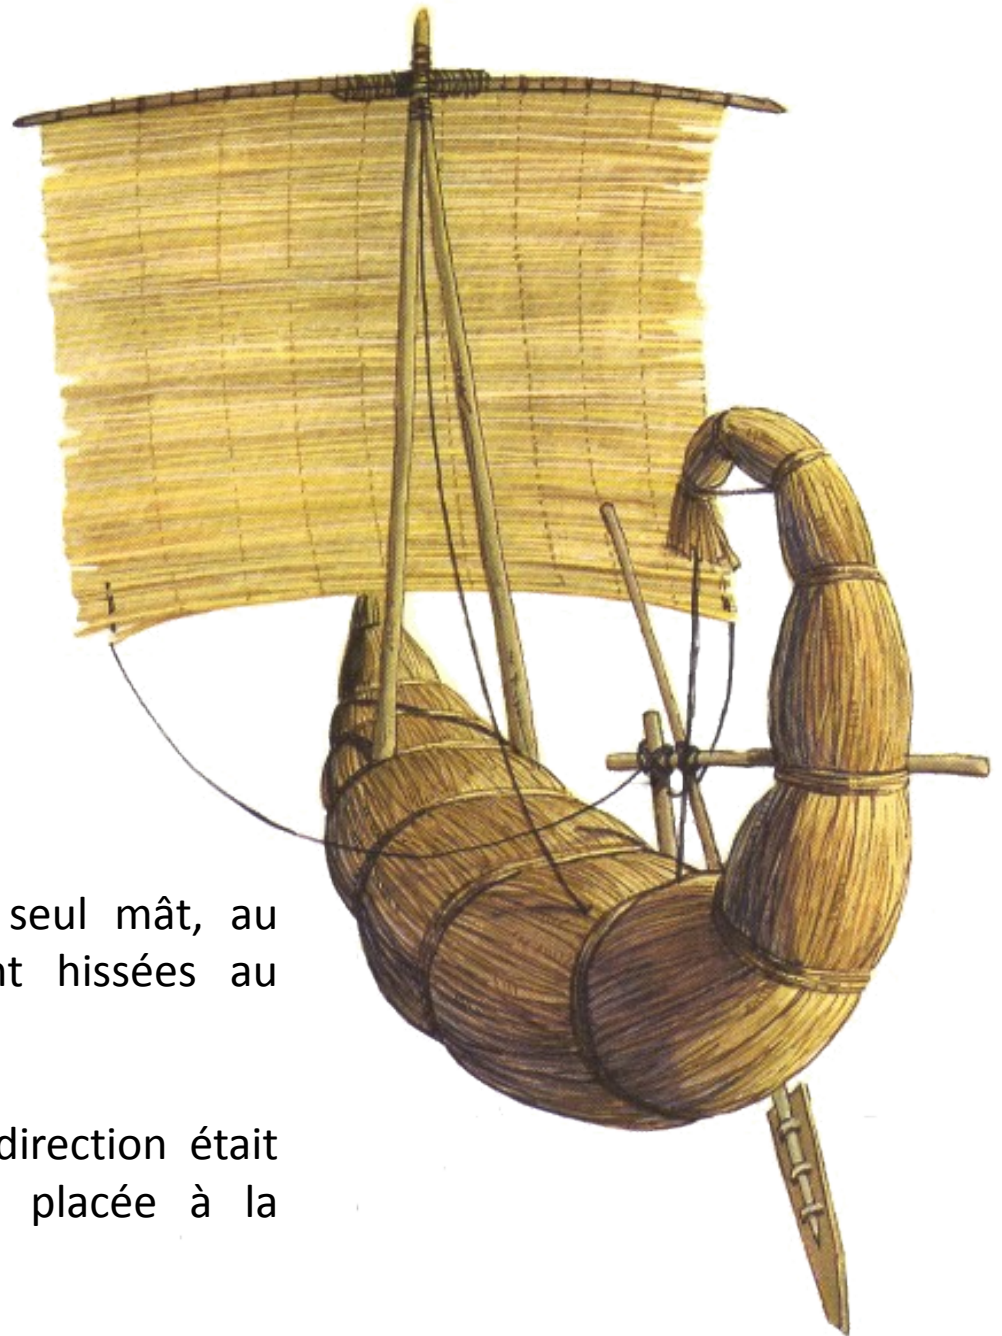 seul mât, au
nt hissées au
direction était
placée à la